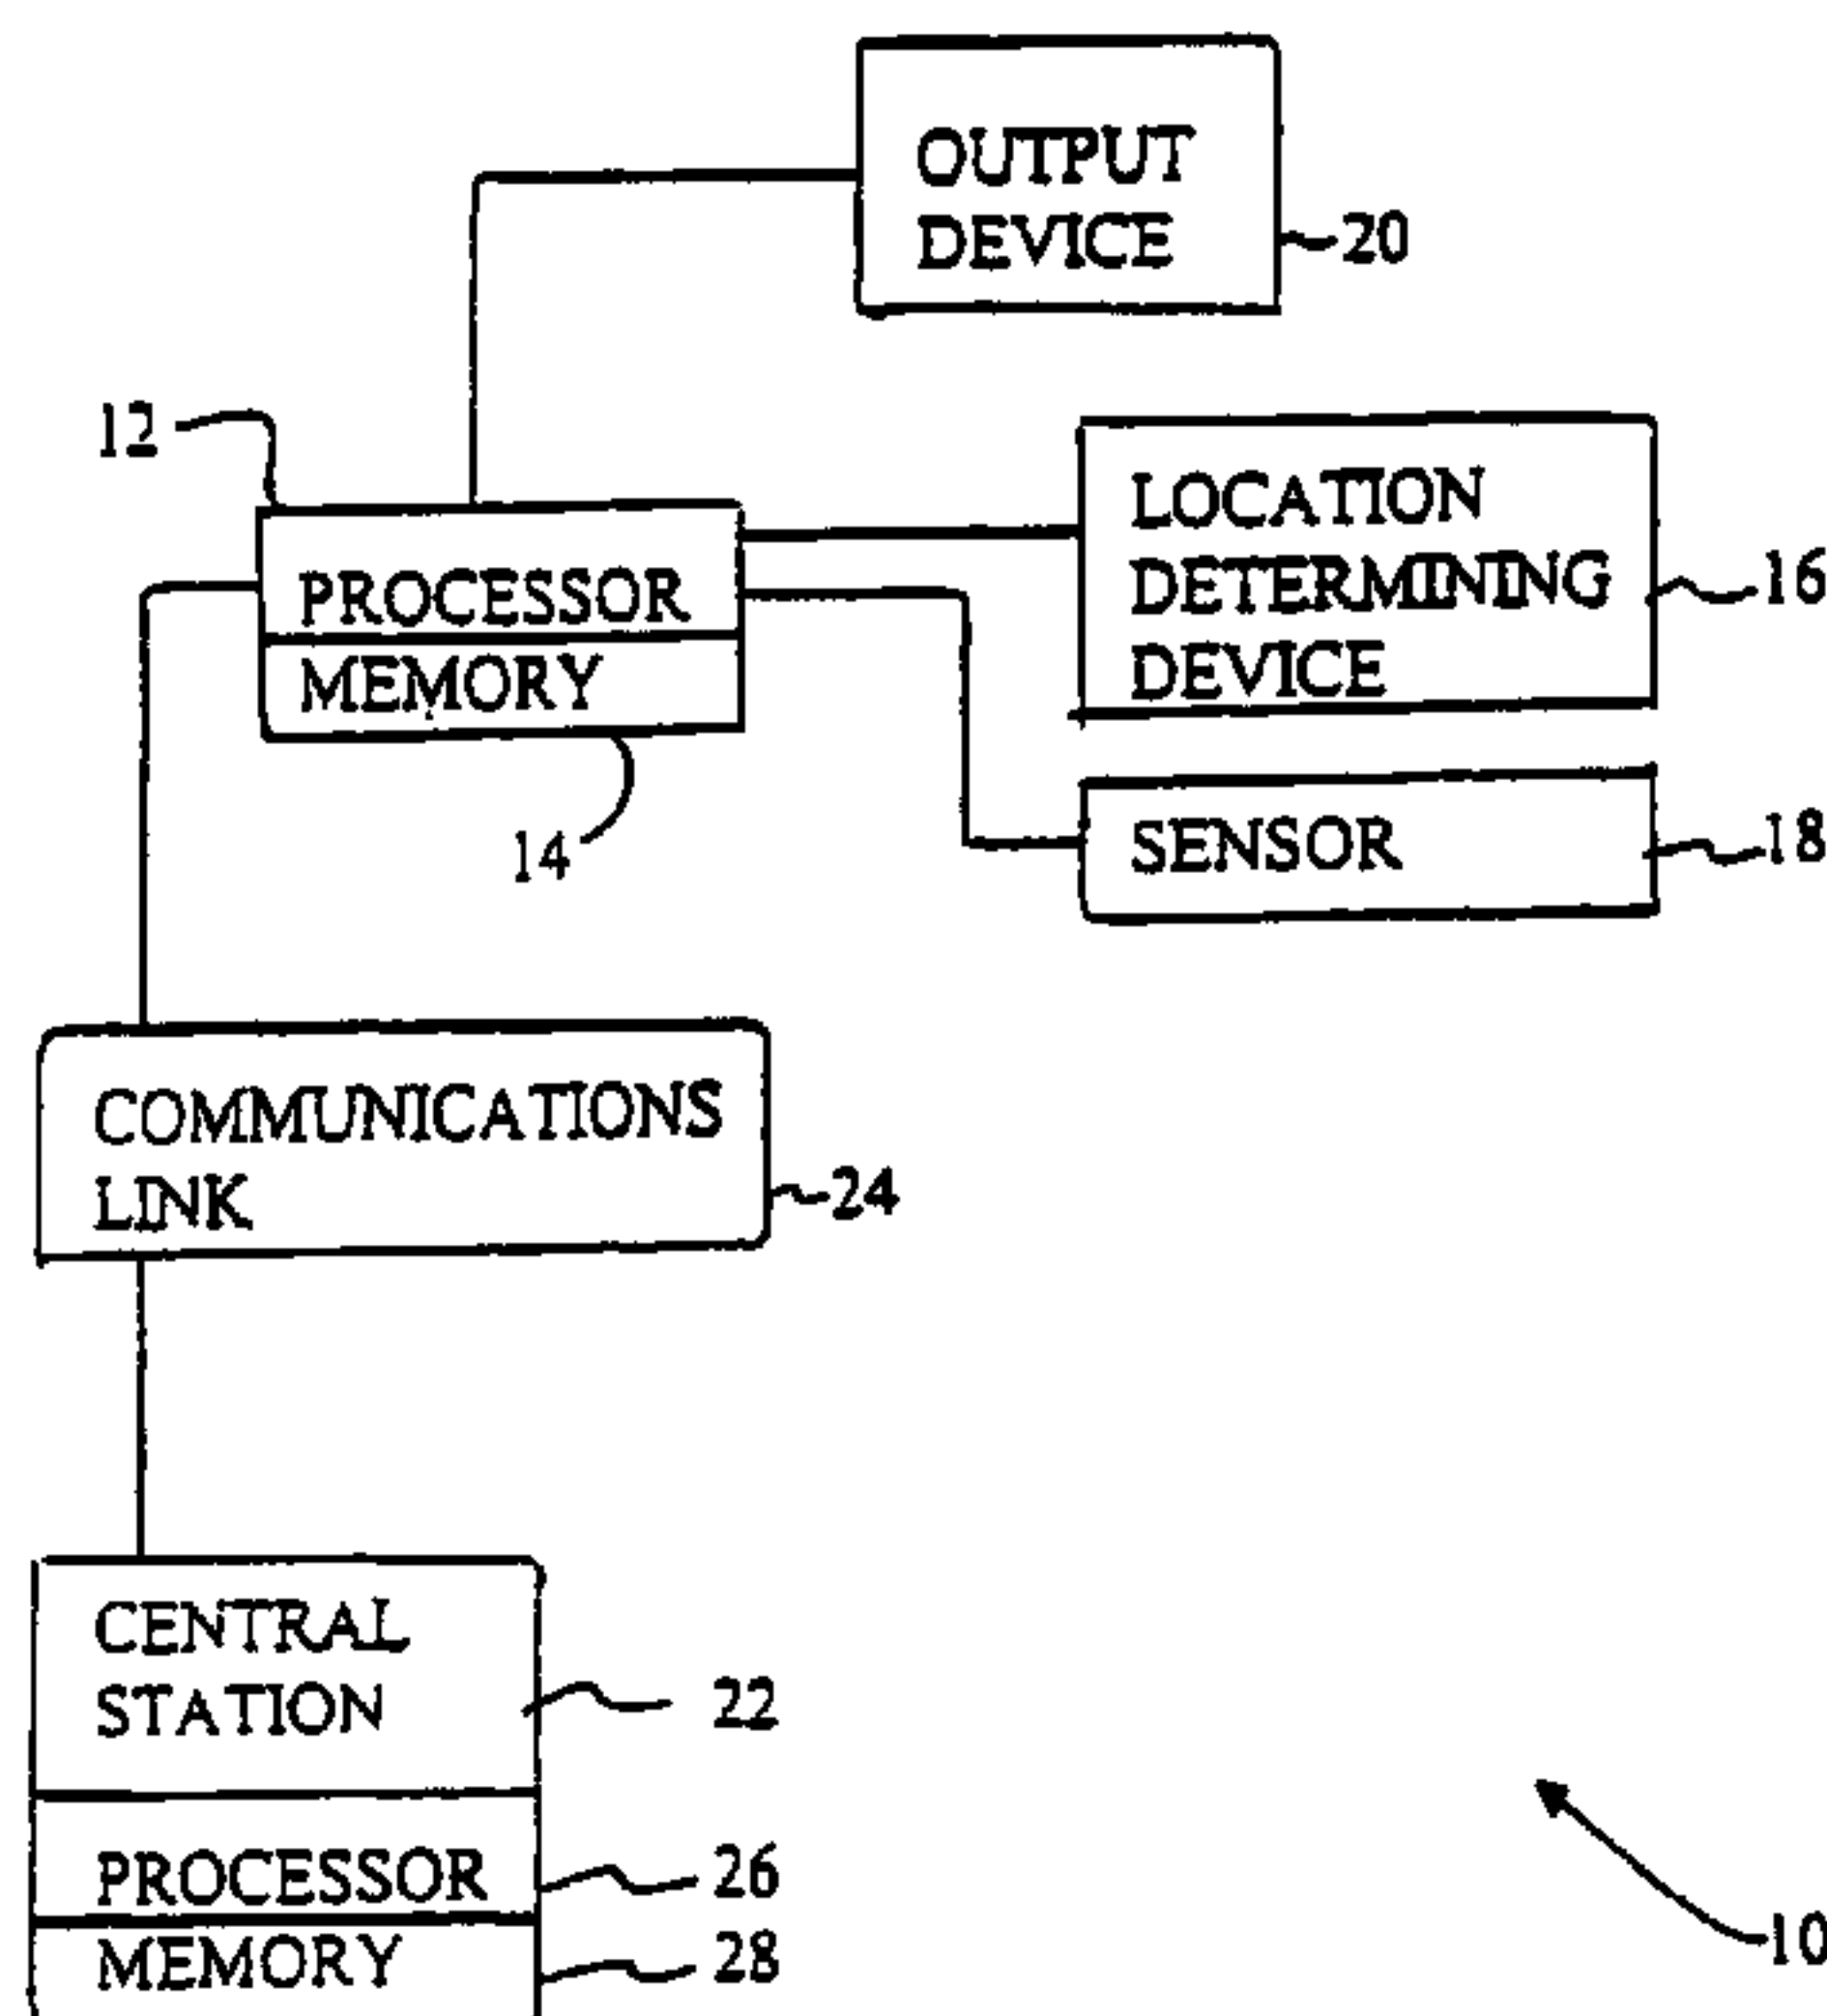 OUTPUT
DEVICE
20
12
LOCATION
DETERMINING
DEVICE
16
PROCESSOR
MEMORY
14
SENSOR
18
COMMUNICATIONS
LINK
24
CENTRAL
STATION
22
PROCESSOR
26
MEMORY
28
10